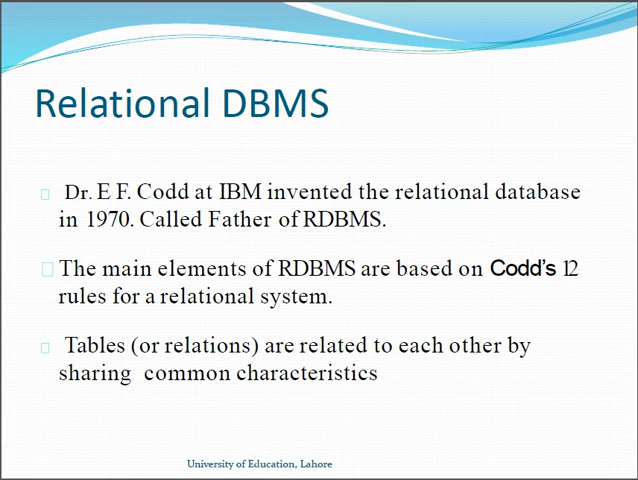 Relational DBMS
Dr. E F. Codd at IBM invented the relational database
in 1970. Called Father of RDBMS.
The main elements of RDBMS are based on Codd's 12
rules for a relational system.
Tables (or relations) are related to each other by
sharing common characteristics
University of Education, Lahore